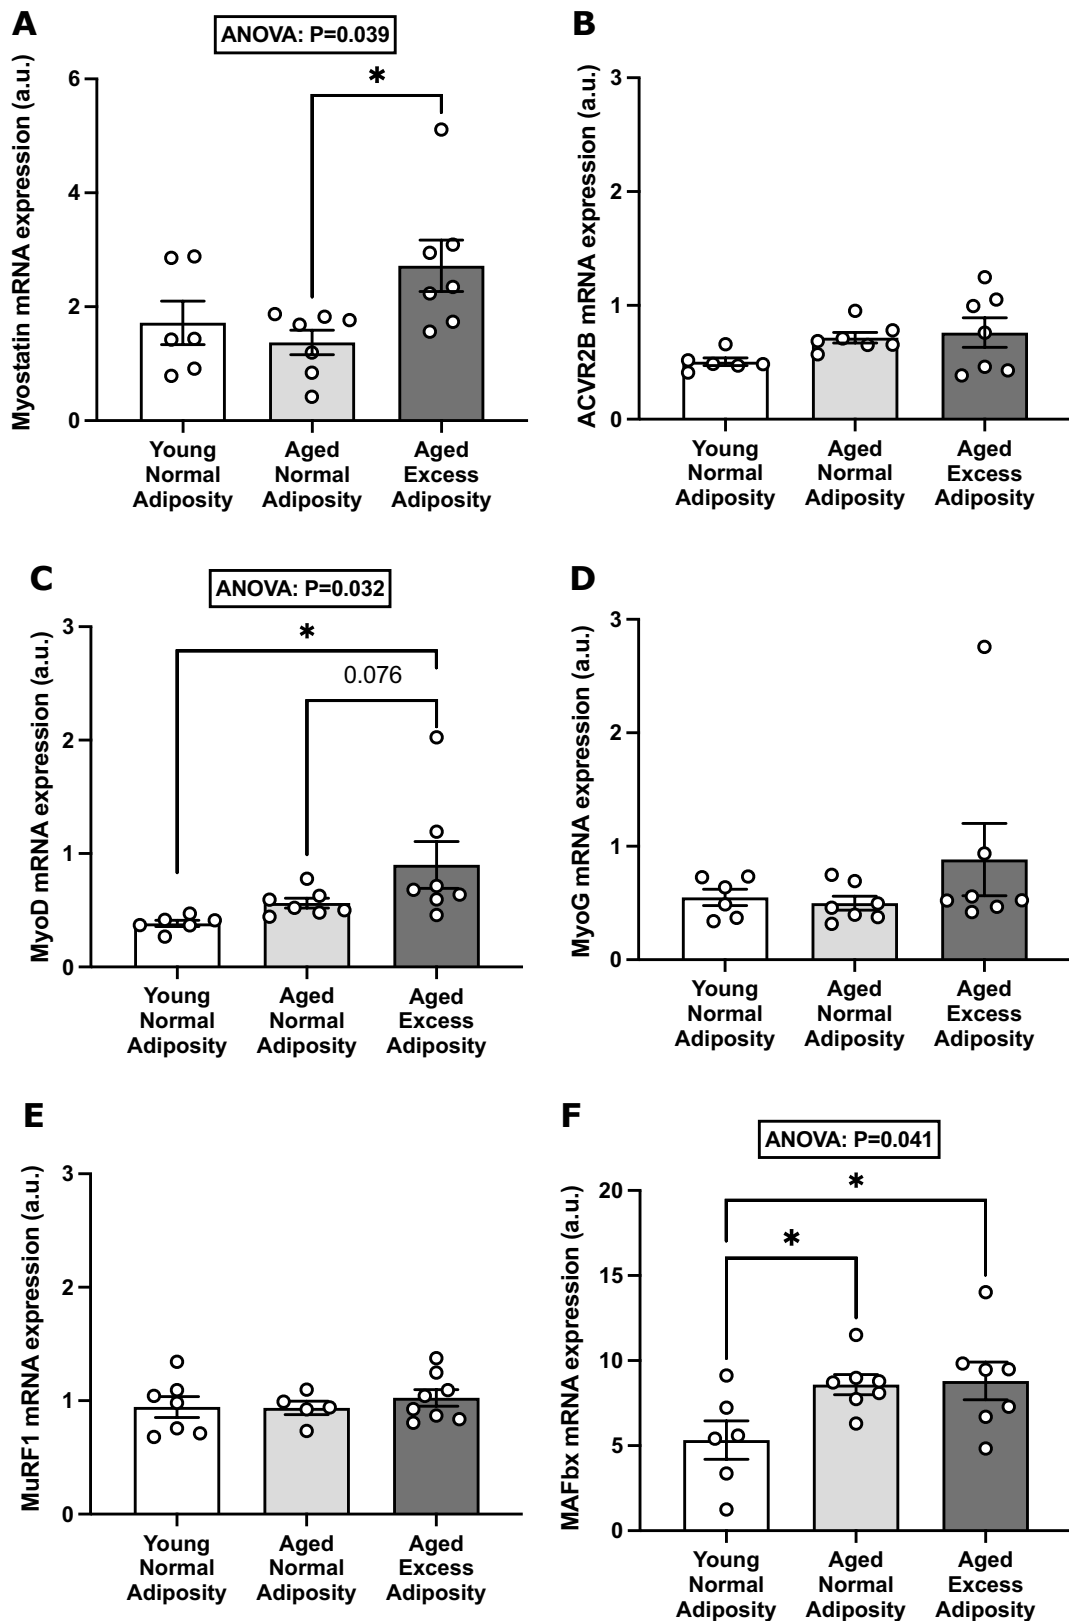 A
ANOVA: P=0.039
Myostatin mRNA expression (a.u.)
6
4
2
0
*
Young
Normal
Adiposity
Aged
Normal
Adiposity
Aged
Excess
Adiposity
B
ACVR2B mRNA expression (a.u.)
3
2
1
0
Young
Normal
Adiposity
Aged
Normal
Adiposity
Aged
Excess
Adiposity
C
ANOVA: P=0.032
MyoD mRNA expression (a.u.)
3
2
1
0
*
0.076
Young
Normal
Adiposity
Aged
Normal
Adiposity
Aged
Excess
Adiposity
D
MyoG mRNA expression (a.u.)
3
2
1
0
Young
Normal
Adiposity
Aged
Normal
Adiposity
Aged
Excess
Adiposity
E
MuRF1 mRNA expression (a.u.)
3
2
1
0
Young
Normal
Adiposity
Aged
Normal
Adiposity
Aged
Excess
Adiposity
F
ANOVA: P=0.041
MAFbx mRNA expression (a.u.)
20
15
10
5
0
*
*
Young
Normal
Adiposity
Aged
Normal
Adiposity
Aged
Excess
Adiposity